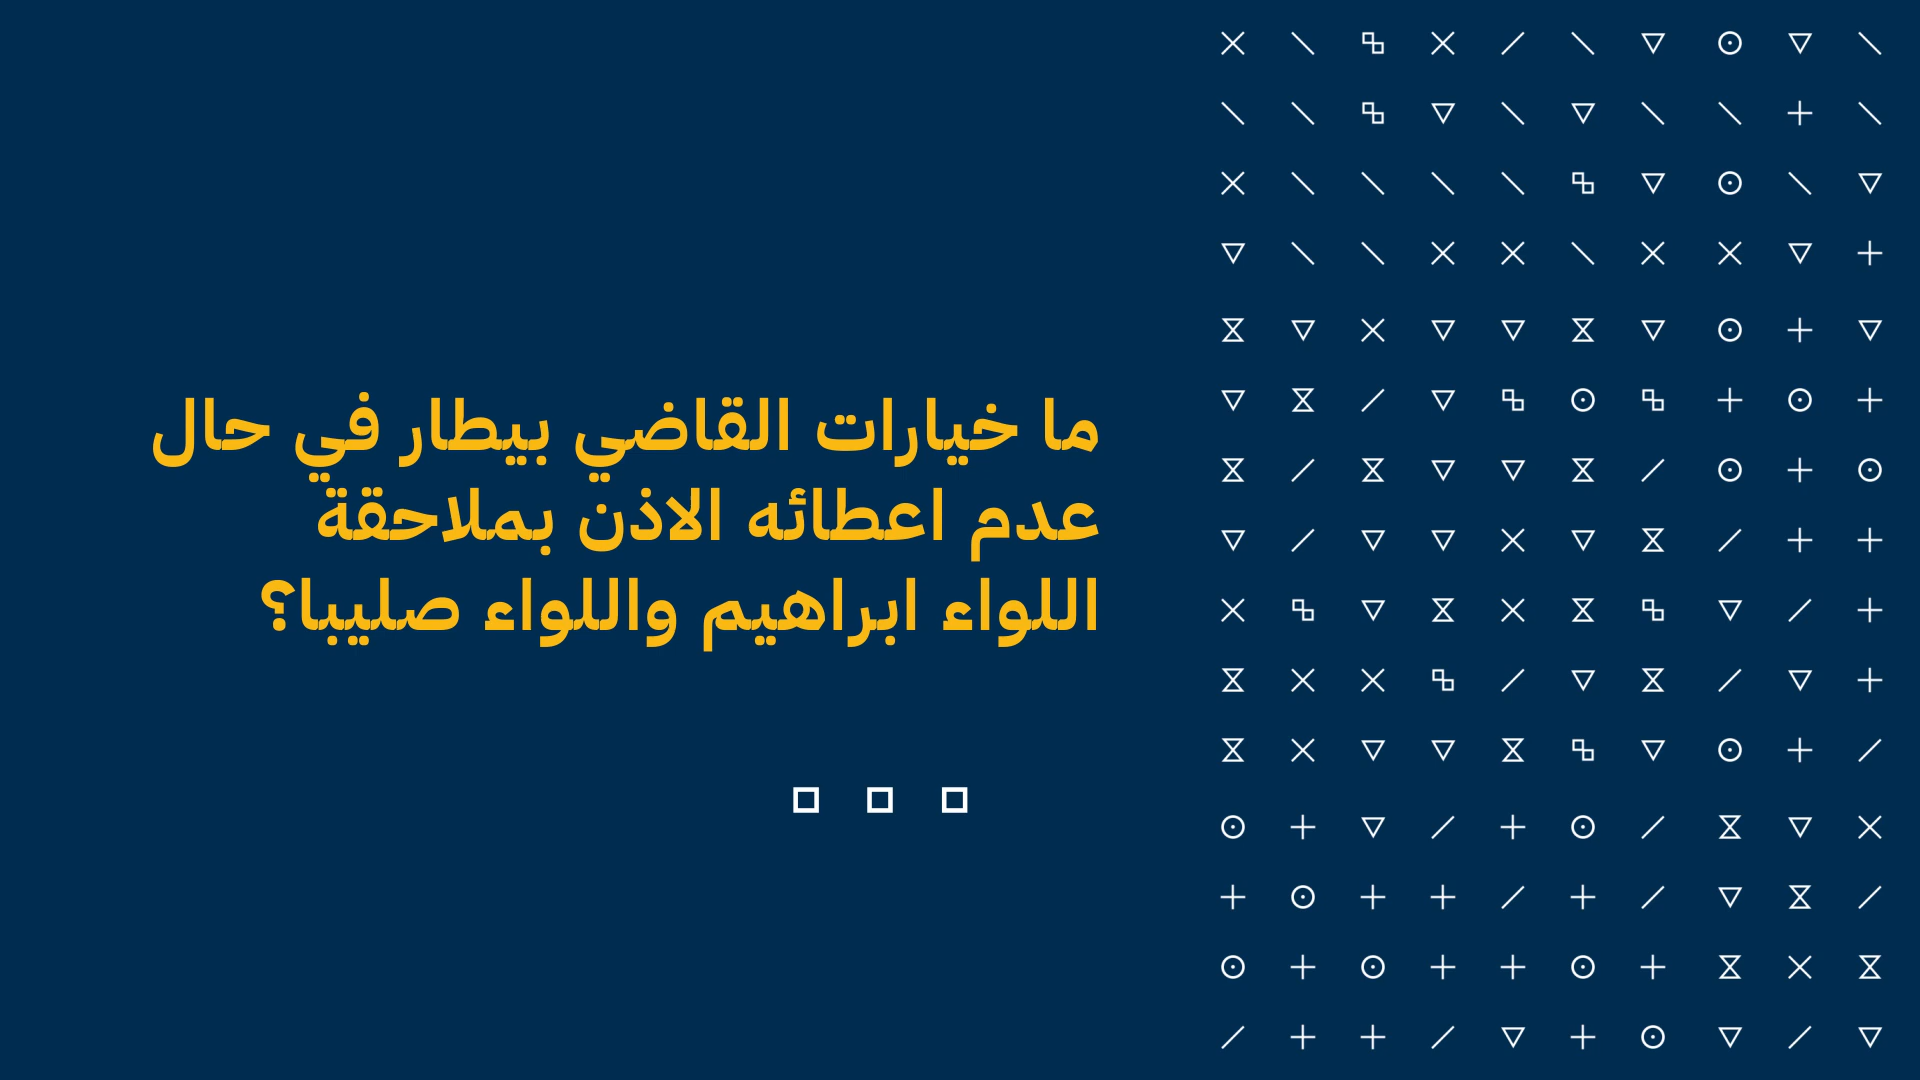 ما خيارات القاضي بيطار في حال
عدم اعطائه الاذن بملاحقة
اللواء ابراهيم واللواء صليبا؟